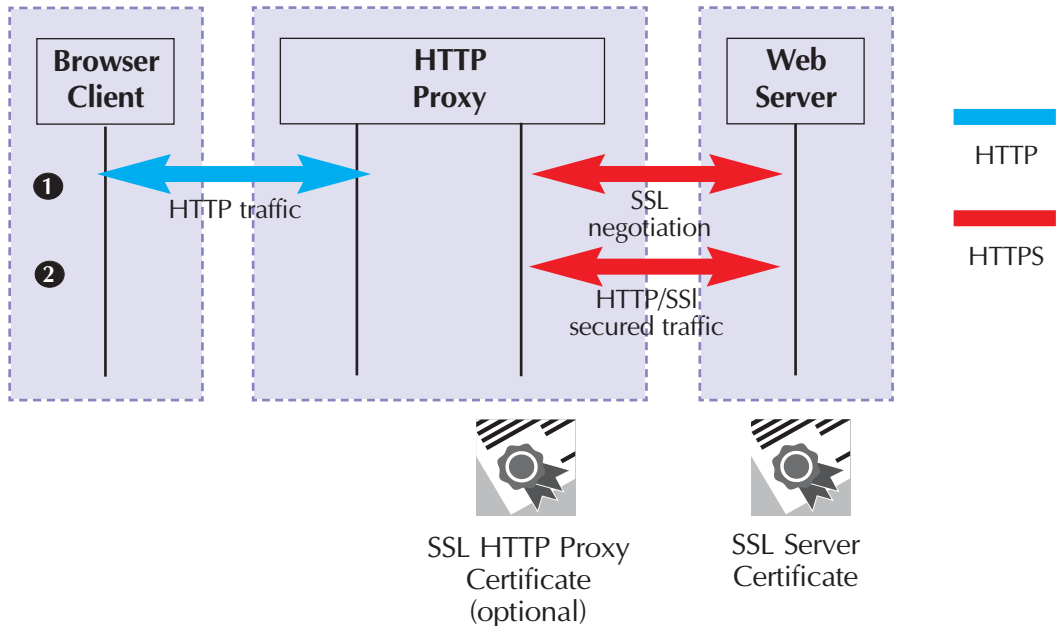 Browser
Client
HTTP
Proxy
Web
Server
HTTP
HTTPS
1
HTTP traffic
SSL
negotiation
2
HTTP/SSl
secured traffic
SSL HTTP Proxy
Certificate
(optional)
SSL Server
Certificate